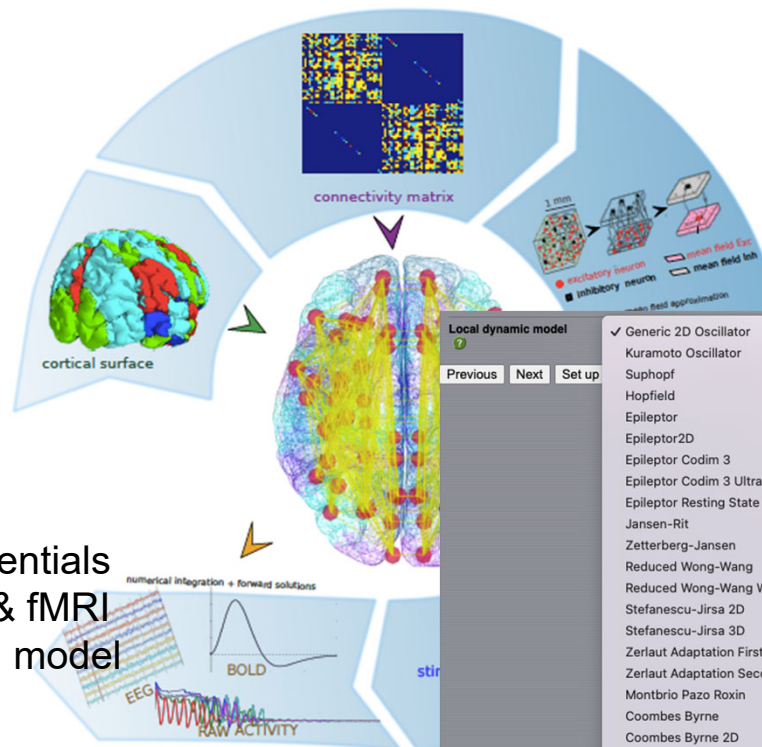 connectivity matrix
1 mm
excitatory neuron
inhibitory neuron
mean field Exc
mean field Inh
mean field approximation
cortical surface
Local dynamic model
?
Previous
Next
Set up
✓ Generic 2D Oscillator
Kuramoto Oscillator
Suphopf
Hopfield
Epileptor
Epileptor2D
Epileptor Codim 3
Epileptor Codim 3 Ultra
Epileptor Resting State
Jansen-Rit
Zetterberg-Jansen
Reduced Wong-Wang
Reduced Wong-Wang W
Stefanescu-Jirsa 2D
Stefanescu-Jirsa 3D
Zerlaut Adaptation First
Zerlaut Adaptation Seco
Montbrio Pazo Roxin
Coombes Byrne
Coombes Byrne 2D
entials
& fMRI
model
numerical integration + forward solutions
BOLD
EEG
RAW ACTIVITY